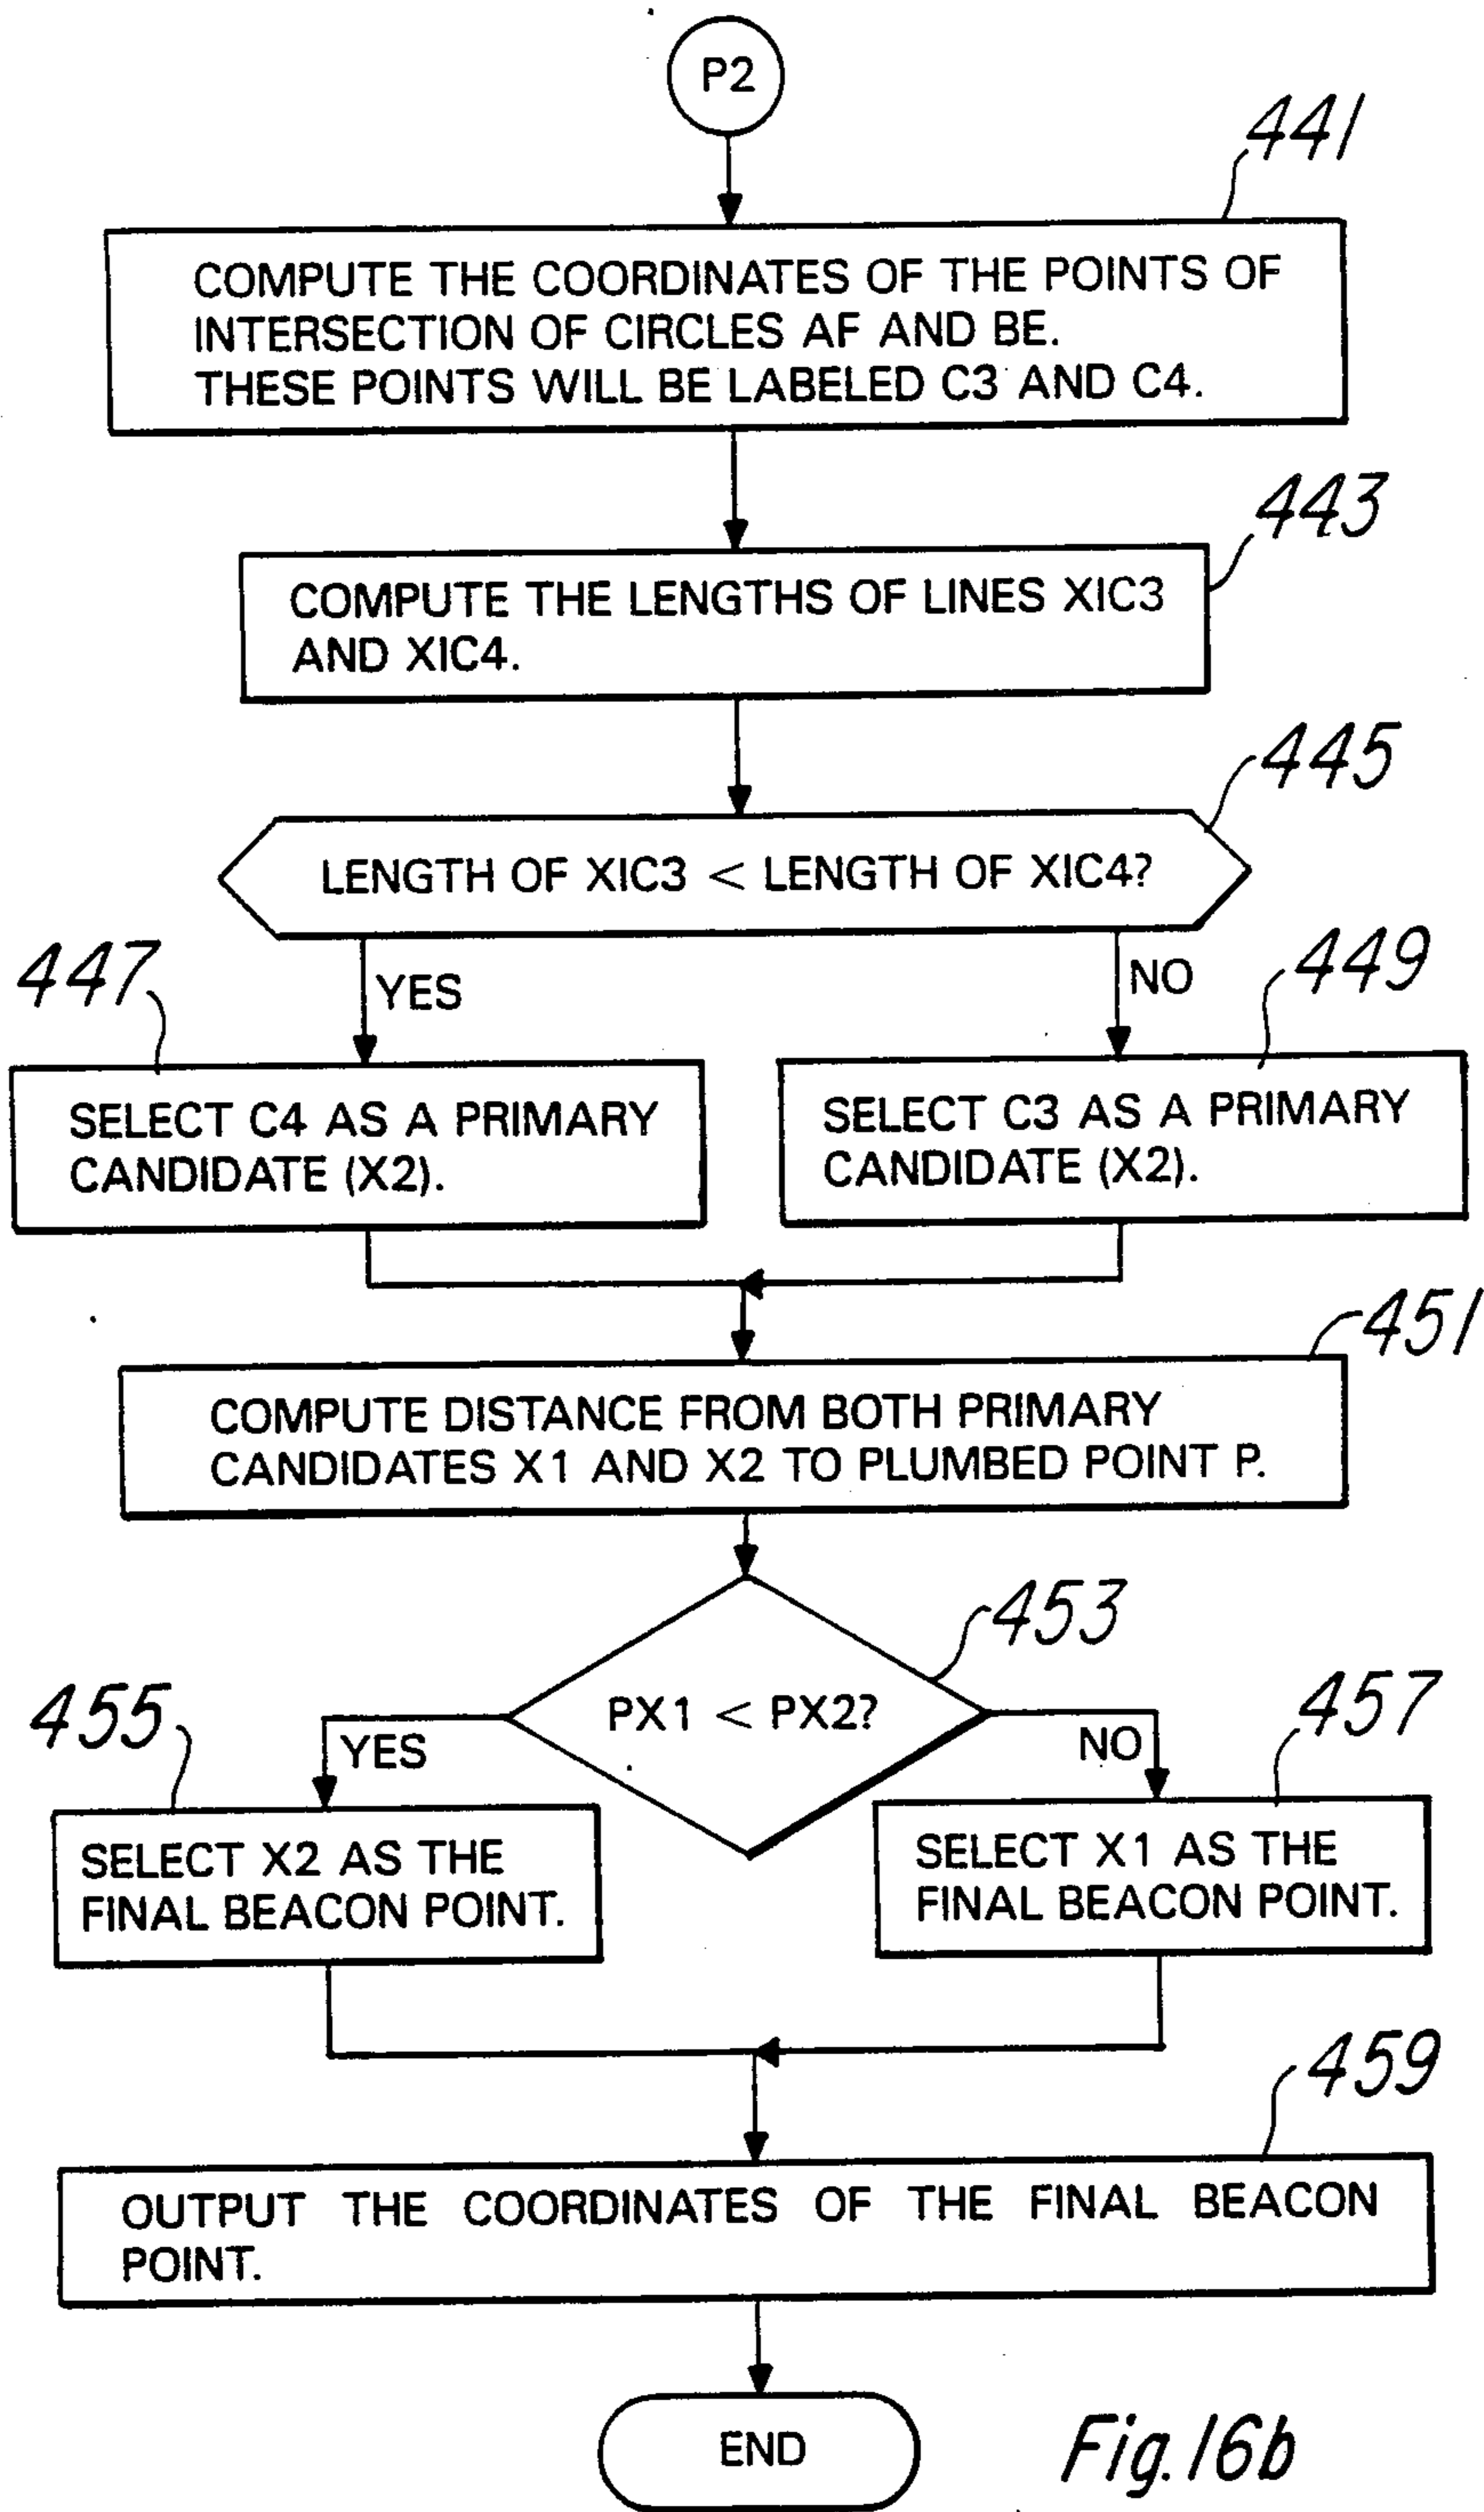 P2
441
COMPUTE THE COORDINATES OF THE POINTS OF
INTERSECTION OF CIRCLES AF AND BE.
THESE POINTS WILL BE LABELED C3 AND C4.
443
COMPUTE THE LENGTHS OF LINES XIC3
AND XIC4.
445
LENGTH OF XIC3 < LENGTH OF XIC4?
447
YES
NO
449
SELECT C4 AS A PRIMARY
CANDIDATE (X2).
SELECT C3 AS A PRIMARY
CANDIDATE (X2).
451
COMPUTE DISTANCE FROM BOTH PRIMARY
CANDIDATES X1 AND X2 TO PLUMBED POINT P.
453
PX1 < PX2?
455
YES
NO
457
SELECT X2 AS THE
FINAL BEACON POINT.
SELECT X1 AS THE
FINAL BEACON POINT.
459
OUTPUT THE COORDINATES OF THE FINAL BEACON
POINT.
END
Fig.16b